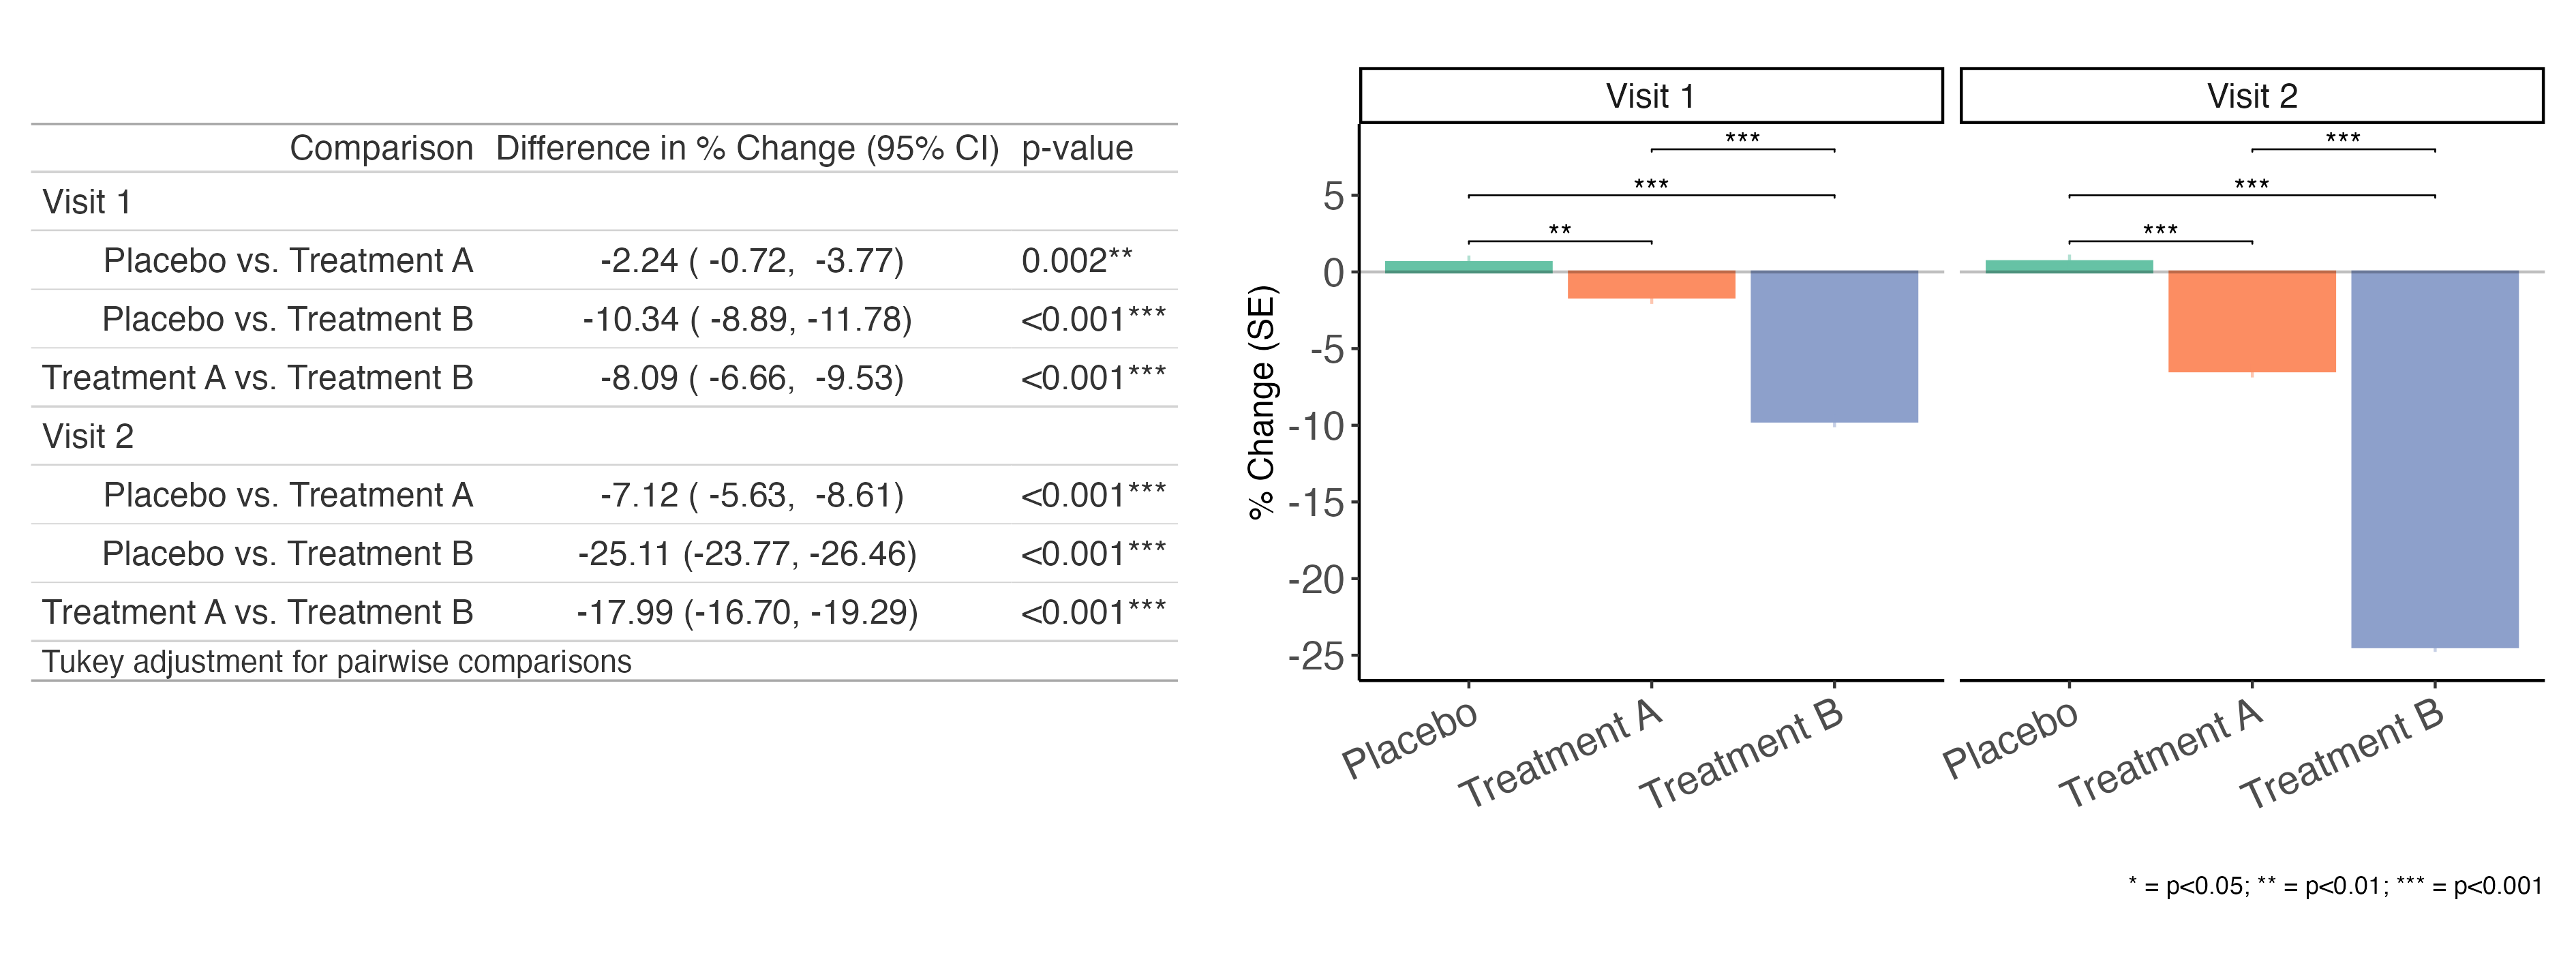 Comparison Difference in % Change (95% CI) p-value
Visit 1
Placebo vs. Treatment A -2.24 ( -0.72, -3.77) 0.002**
Placebo vs. Treatment B -10.34 ( -8.89, -11.78) <0.001***
Treatment A vs. Treatment B -8.09 ( -6.66, -9.53) <0.001***
Visit 2
Placebo vs. Treatment A -7.12 ( -5.63, -8.61) <0.001***
Placebo vs. Treatment B -25.11 (-23.77, -26.46) <0.001***
Treatment A vs. Treatment B -17.99 (-16.70, -19.29) <0.001***
Tukey adjustment for pairwise comparisons
% Change (SE)
5
0
-5
-10
-15
-20
-25
Visit 1
***
***
**
Placebo
Treatment A
Treatment B
Visit 2
***
***
***
Placebo
Treatment A
Treatment B
* = p<0.05; ** = p<0.01; *** = p<0.001